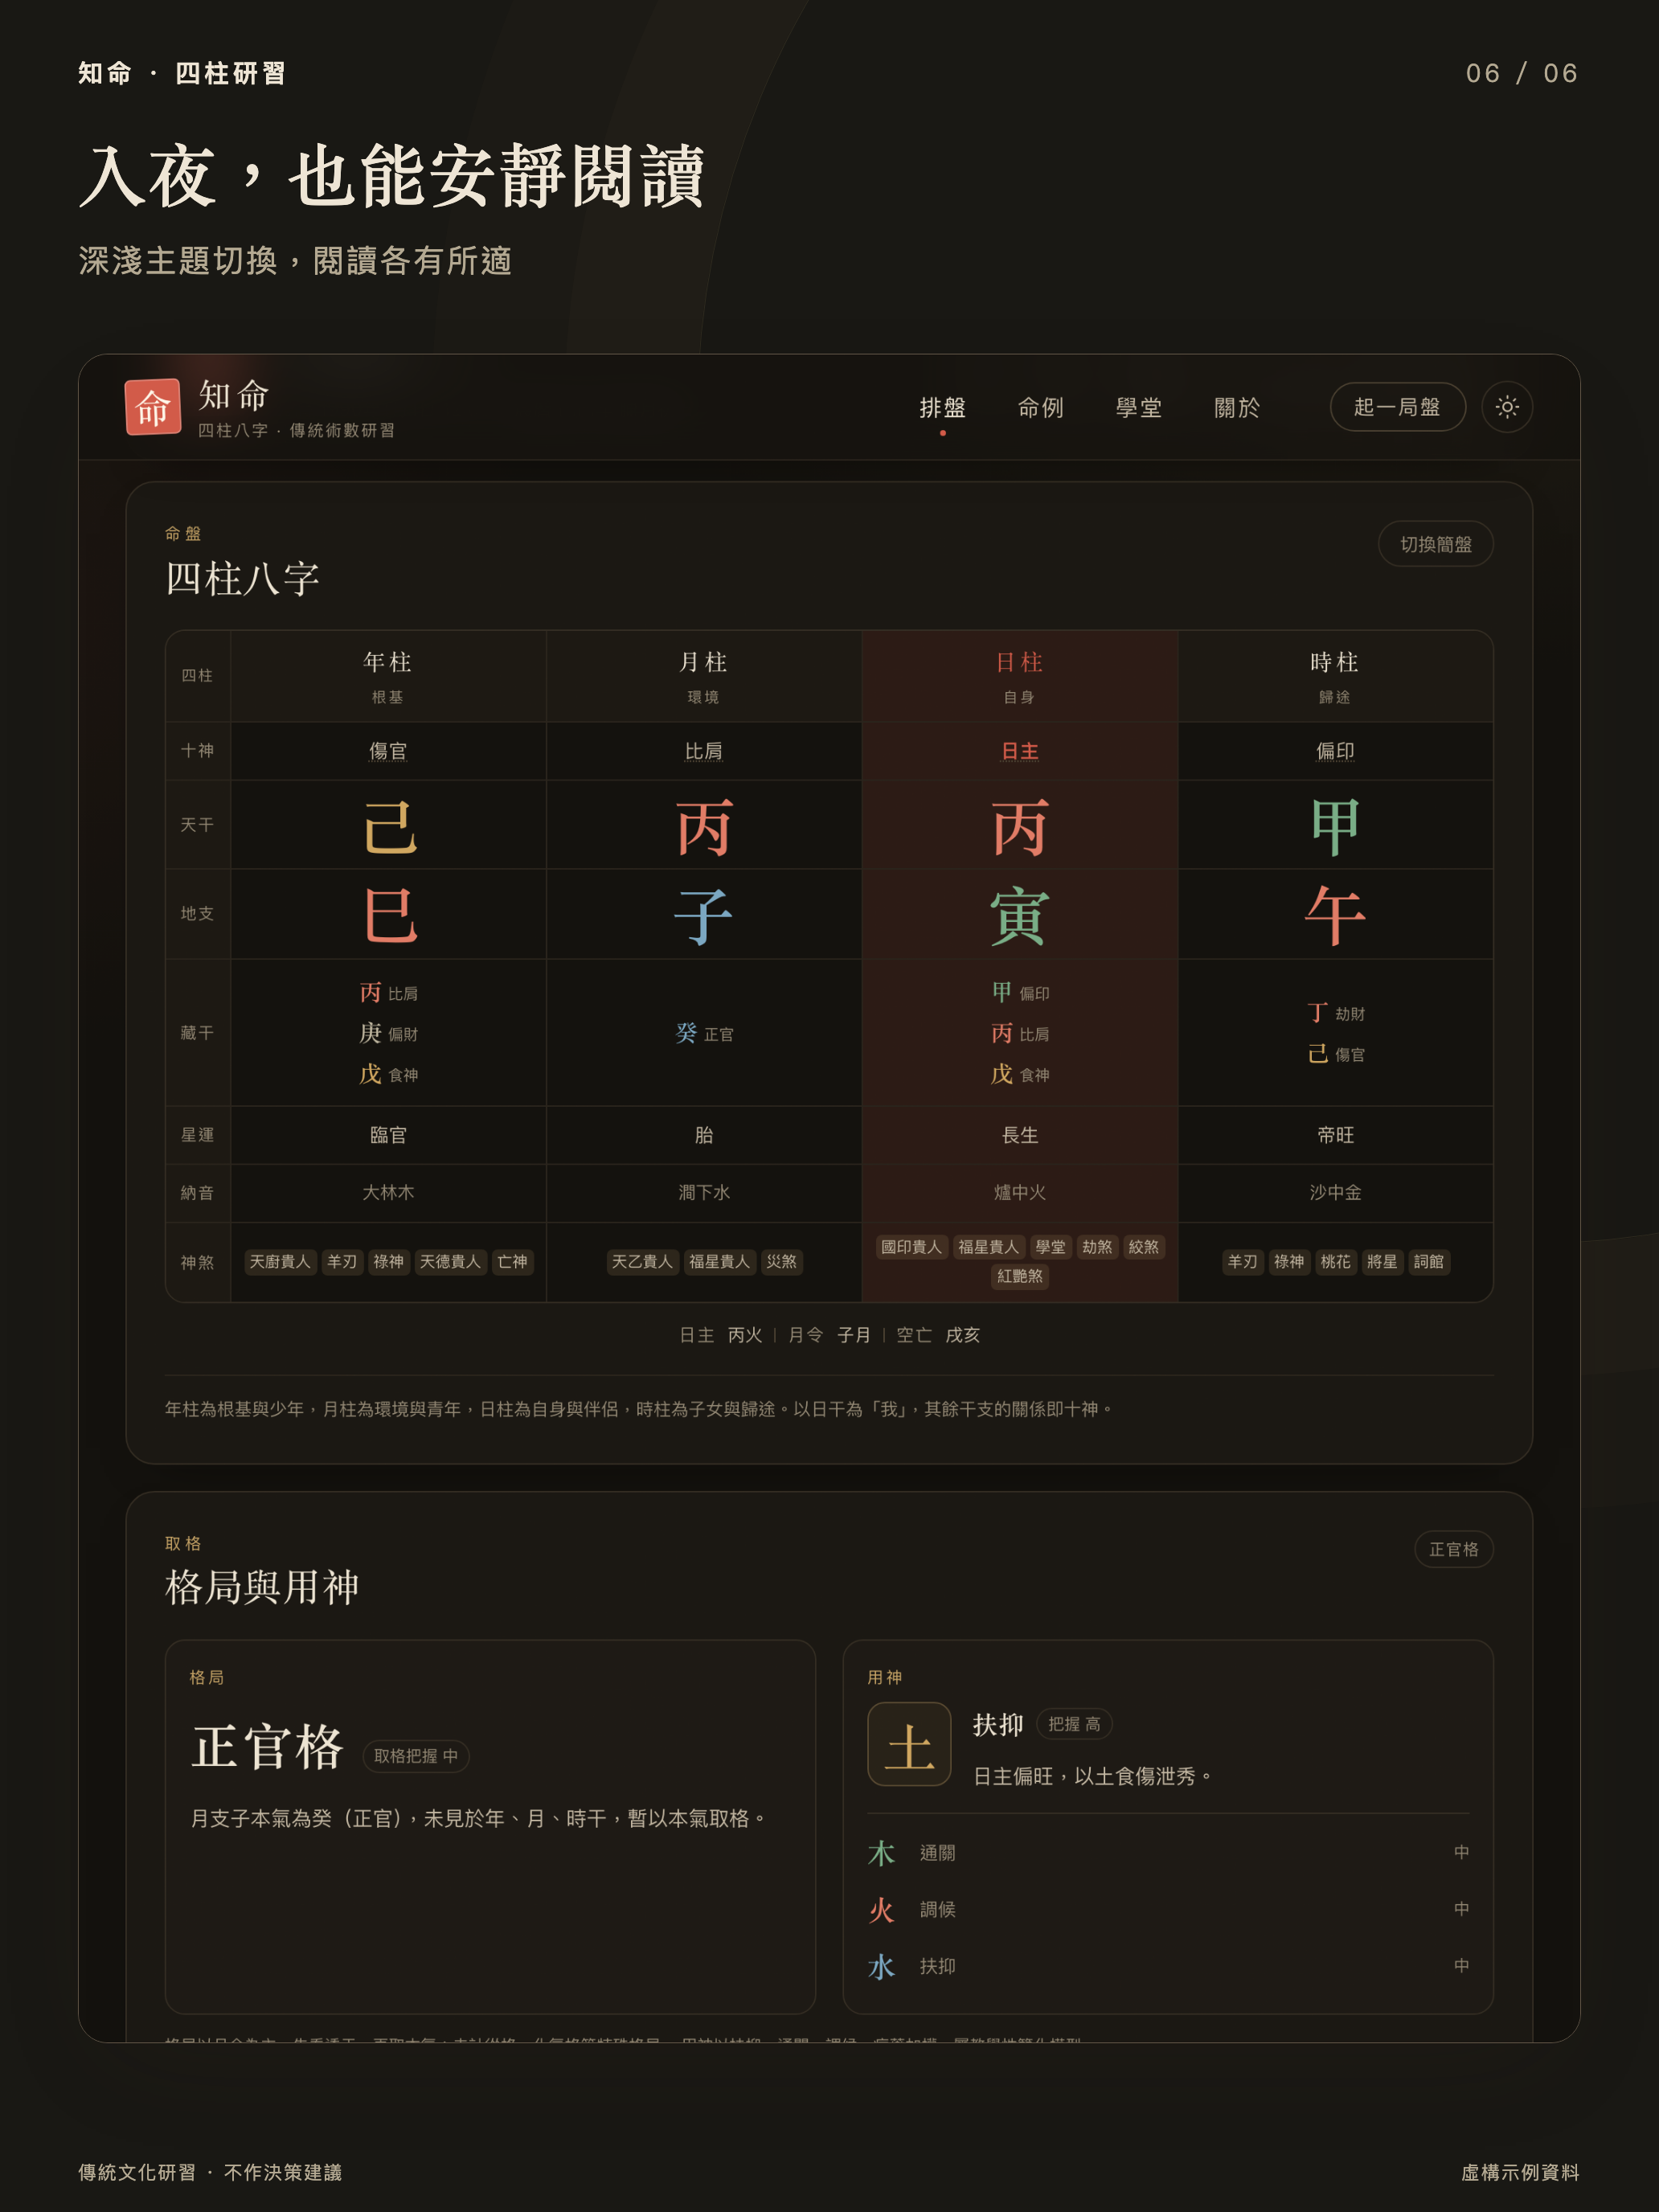 知命 · 四柱研習
06 / 06
入夜，也能安靜閱讀
深淺主題切換，閱讀各有所適
命
知命
四柱八字 · 傳統術數研習
排盤 命例 學堂 關於 起一局盤
命盤
四柱八字
切換簡盤
四柱 年柱 月柱 日柱 時柱
根基 環境 自身 歸途
十神 傷官 比肩 日主 偏印
天干 己 丙 丙 甲
地支 巳 子 寅 午
藏干
丙 比肩
庚 偏財
戊 食神
癸 正官
甲 偏印
丙 比肩
戊 食神
丁 劫財
己 傷官
星運 臨官 胎 長生 帝旺
納音 大林木 澗下水 爐中火 沙中金
神煞
天廚貴人 羊刃 祿神 天德貴人 亡神
天乙貴人 福星貴人 災煞
國印貴人 福星貴人 學堂 劫煞 絞煞
紅艷煞
羊刃 祿神 桃花 將星 詞館
日主 丙火 | 月令 子月 | 空亡 戌亥
年柱為根基與少年，月柱為環境與青年，日柱為自身與伴侶，時柱為子女與歸途。以日干為「我」，其餘干支的關係即十神。
取格
格局與用神
正官格
格局
正官格 取格把握 中
月支子本氣為癸（正官），未見於年、月、時干，暫以本氣取格。
用神
土
扶抑 把握 高
日主偏旺，以土食傷泄秀。
木 通關 中
火 調候 中
水 扶抑 中
傳統文化研習 · 不作決策建議
虛構示例資料